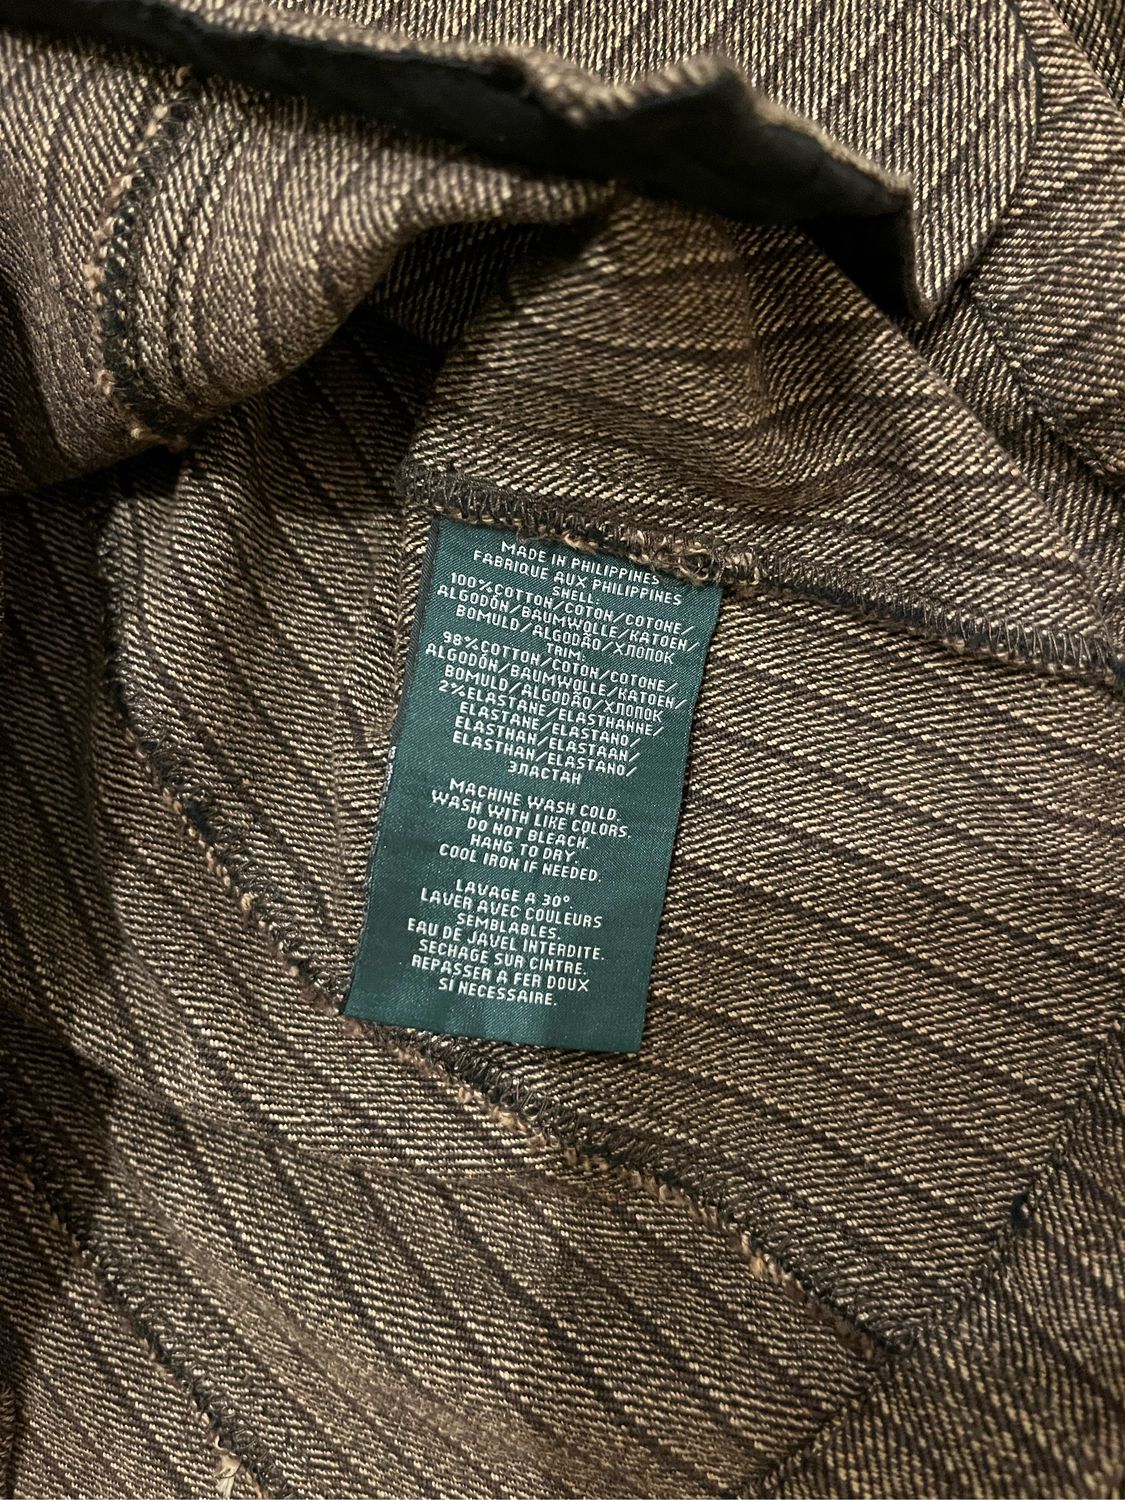 MADE IN PHILIPPINES
FABRIQUE AUX PHILIPPINES
SHELL:
100%COTTON/COTON/COTONE/
ALGODÓN/BAUMWOLLE/KATOEN/
BOMULD/ALGODÃO/ХЛОПОК
TRIM:
98%COTTON/COTON/COTONE/
ALGODÓN/BAUMWOLLE/KATOEN/
BOMULD/ALGODÃO/ХЛОПОК
2%ELASTANE/ELASTHANNE/
ELASTANE/ELASTANO/
ELASTHAN/ELASTAAN/
ELASTHAN/ELASTANO/
ЭЛАСТАН
MACHINE WASH COLD.
WASH WITH LIKE COLORS.
DO NOT BLEACH.
HANG TO DRY.
COOL IRON IF NEEDED.
LAVAGE A 30°.
LAVER AVEC COULEURS
SEMBLABLES.
EAU DE JAVEL INTERDITE.
SECHAGE SUR CINTRE.
REPASSER A FER DOUX
SI NECESSAIRE.